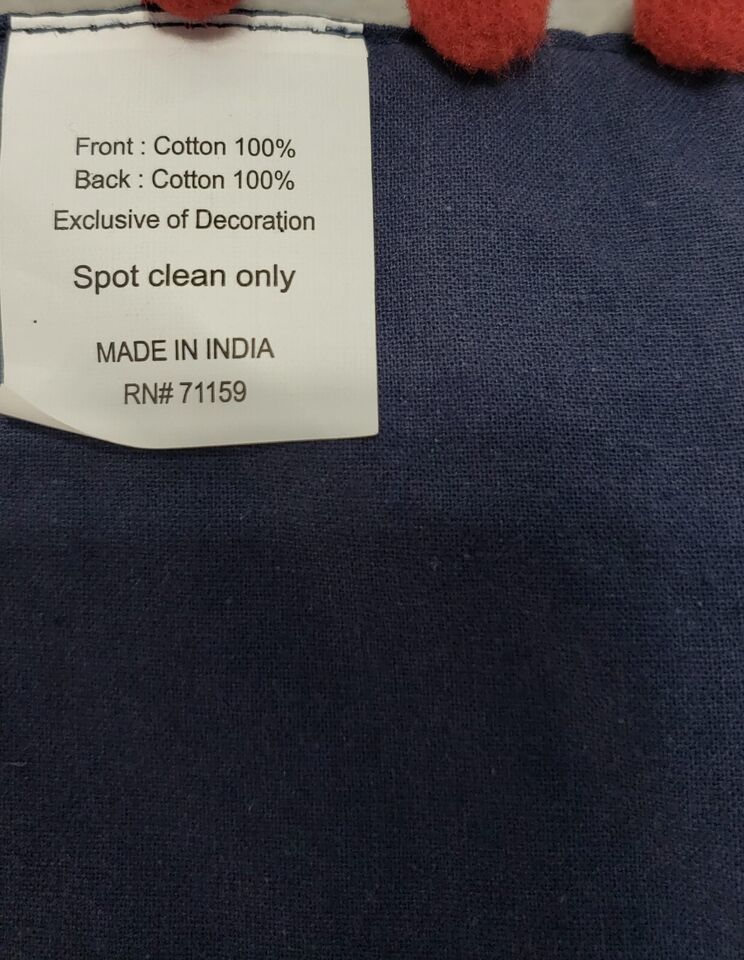 Front : Cotton 100%
Back : Cotton 100%
Exclusive of Decoration
Spot clean only
MADE IN INDIA
RN# 71159